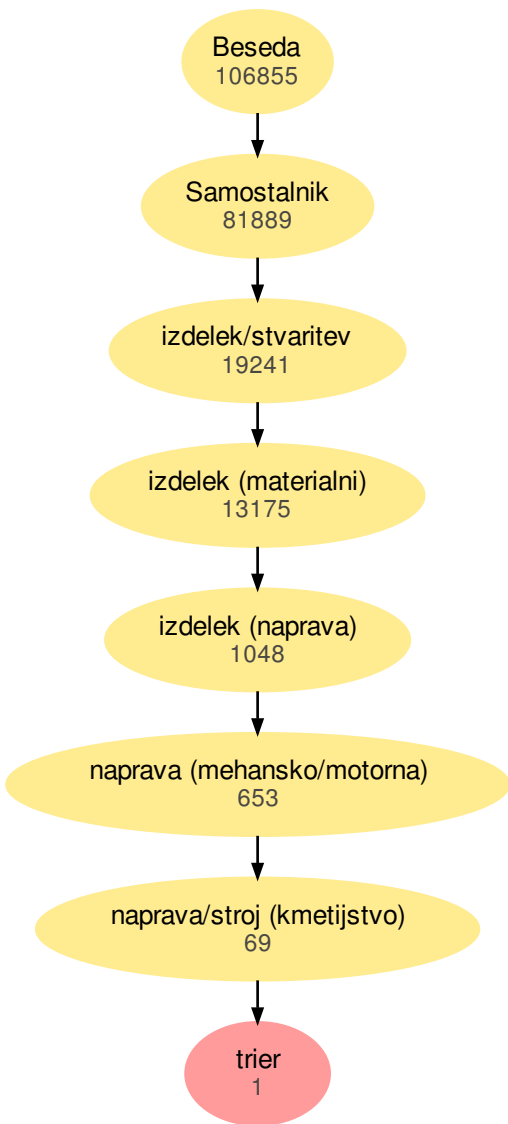 Beseda
106855
Samostalnik
81889
izdelek/stvaritev
19241
izdelek (materialni)
13175
izdelek (naprava)
1048
naprava (mehansko/motorna)
653
naprava/stroj (kmetijstvo)
69
trier
1